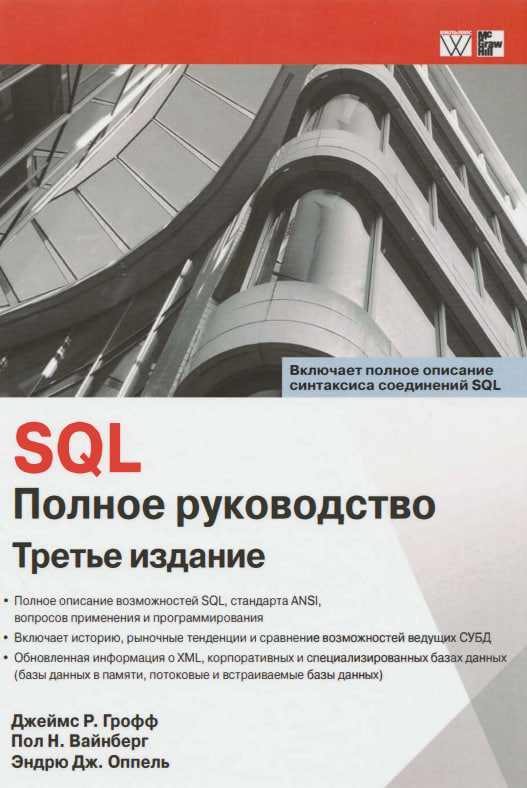 ВИЛЬЯМС
Mc
Graw
Hill
Включает полное описание
синтаксиса соединений SQL
SQL
Полное руководство
Третье издание
• Полное описание возможностей SQL, стандарта ANSI,
вопросов применения и программирования
• Включает историю, рыночные тенденции и сравнение возможностей ведущих СУБД
• Обновленная информация о XML, корпоративных и специализированных базах данных
(базы данных в памяти, потоковые и встраиваемые базы данных)
Джеймс Р. Грофф
Пол Н. Вайнберг
Эндрю Дж. Оппель